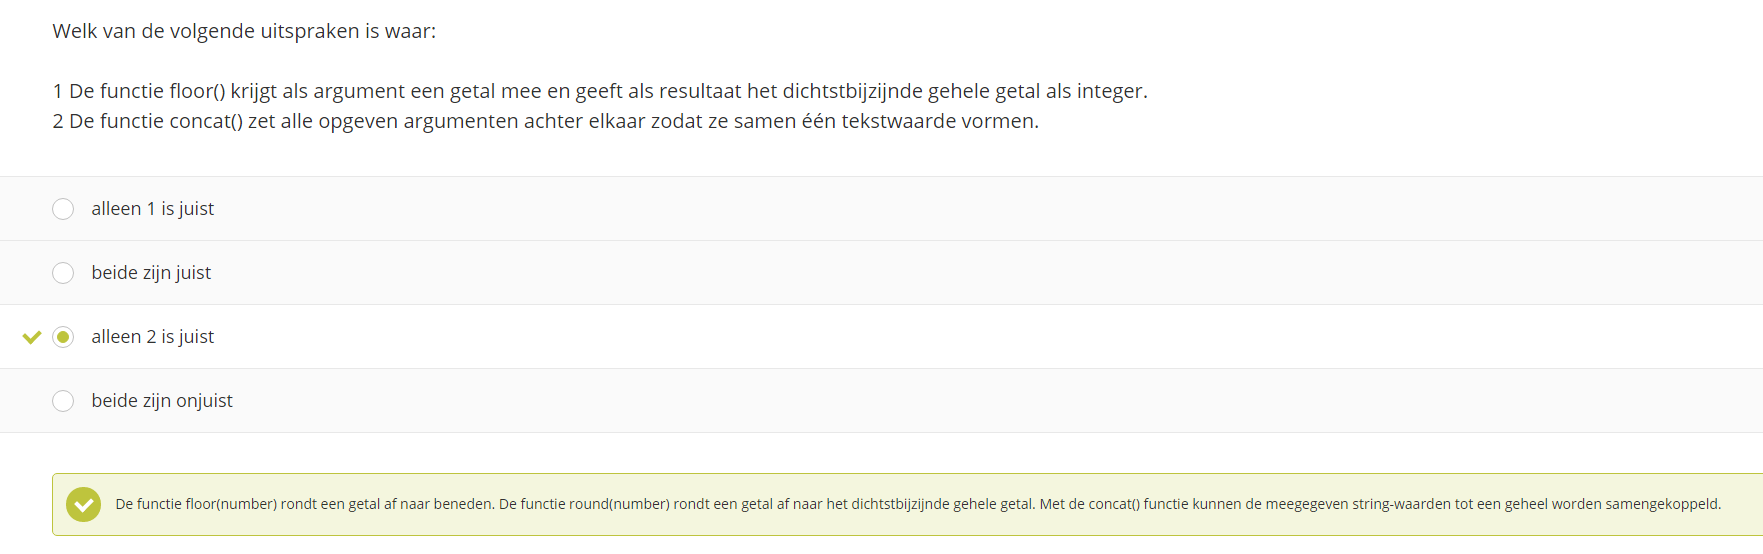 Welk van de volgende uitspraken is waar:
1 De functie floor() krijgt als argument een getal mee en geeft als resultaat het dichtstbijzijnde gehele getal als integer.
2 De functie concat() zet alle opgeven argumenten achter elkaar zodat ze samen één tekstwaarde vormen.
alleen 1 is juist
beide zijn juist
alleen 2 is juist
beide zijn onjuist
De functie floor(number) rondt een getal af naar beneden. De functie round(number) rondt een getal af naar het dichtstbijzijnde gehele getal. Met de concat() functie kunnen de meegegeven string-waarden tot een geheel worden samengekoppeld.